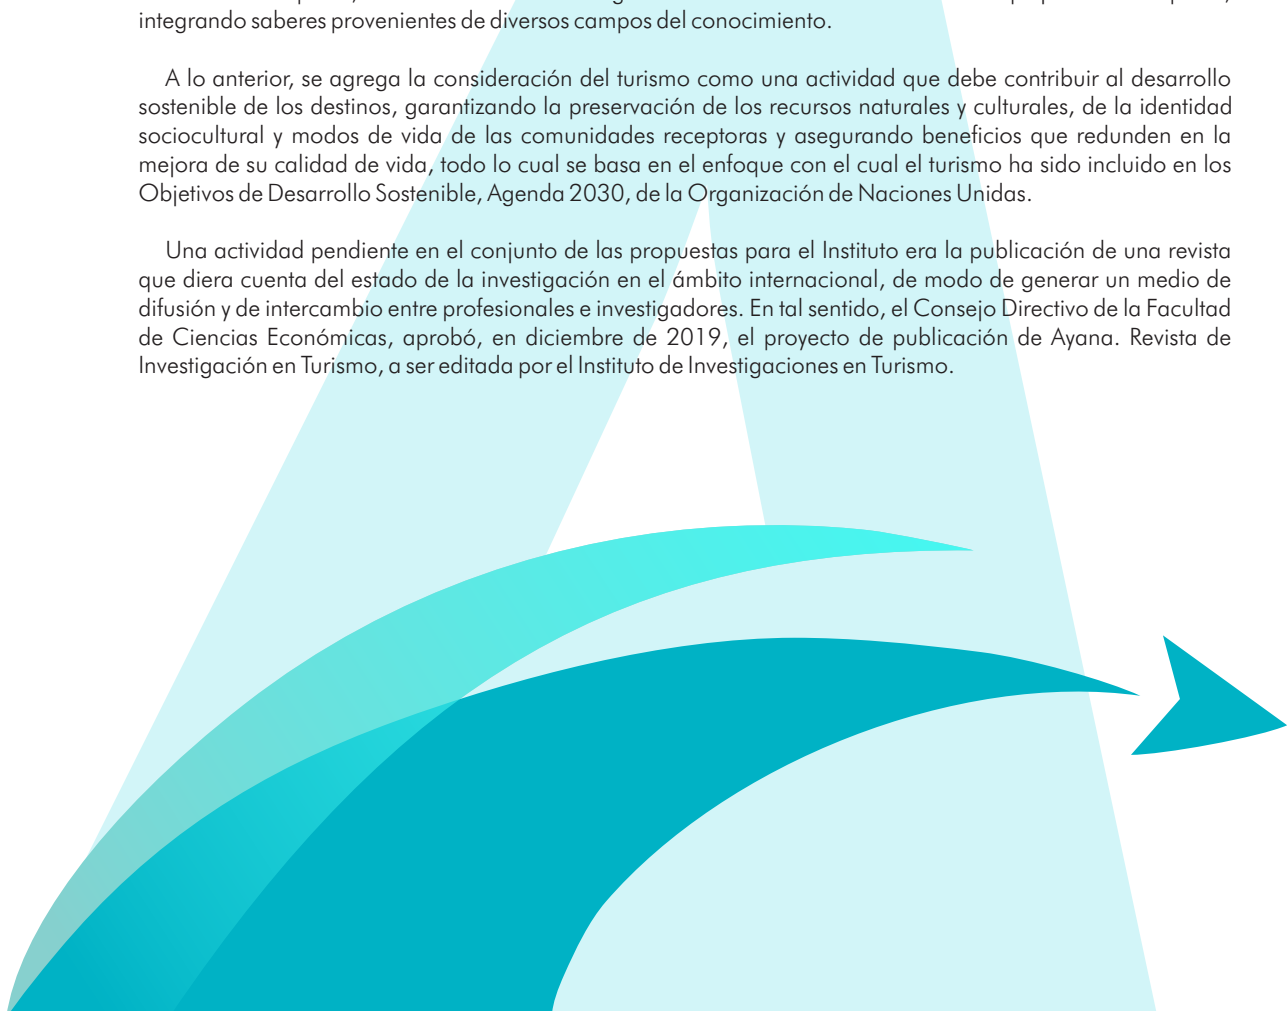 integrando saberes provenientes de diversos campos del conocimiento.
A lo anterior, se agrega la consideración del turismo como una actividad que debe contribuir al desarrollo
sostenible de los destinos, garantizando la preservación de los recursos naturales y culturales, de la identidad
sociocultural y modos de vida de las comunidades receptoras y asegurando beneficios que redunden en la
mejora de su calidad de vida, todo lo cual se basa en el enfoque con el cual el turismo ha sido incluido en los
Objetivos de Desarrollo Sostenible, Agenda 2030, de la Organización de Naciones Unidas.
Una actividad pendiente en el conjunto de las propuestas para el Instituto era la publicación de una revista
que diera cuenta del estado de la investigación en el ámbito internacional, de modo de generar un medio de
difusión y de intercambio entre profesionales e investigadores. En tal sentido, el Consejo Directivo de la Facultad
de Ciencias Económicas, aprobó, en diciembre de 2019, el proyecto de publicación de Ayana. Revista de
Investigación en Turismo, a ser editada por el Instituto de Investigaciones en Turismo.